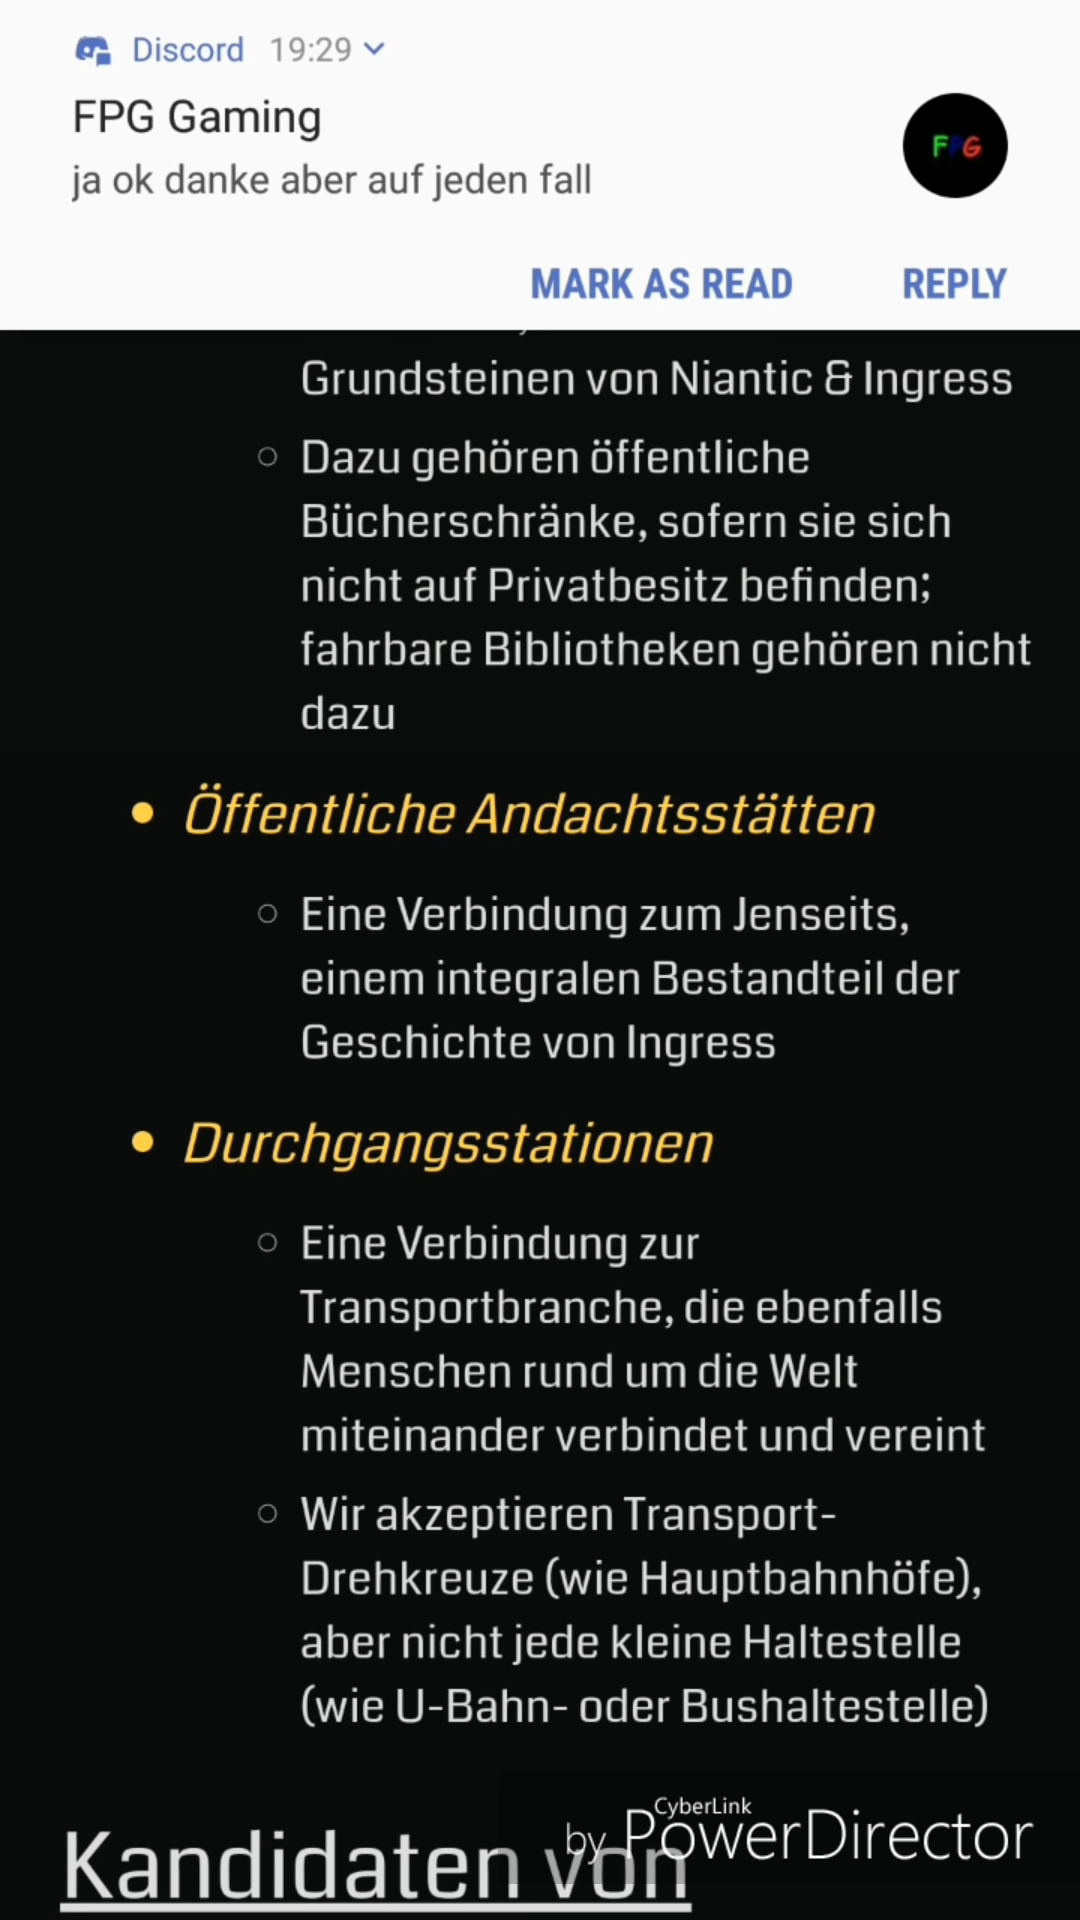 Discord 19:29
FPG Gaming
ja ok danke aber auf jeden fall
FPG
MARK AS READ REPLY
Grundsteinen von Niantic & Ingress
Dazu gehören öffentliche
Bücherschränke, sofern sie sich
nicht auf Privatbesitz befinden;
fahrbare Bibliotheken gehören nicht
dazu
Öffentliche Andachtsstätten
Eine Verbindung zum Jenseits,
einem integralen Bestandteil der
Geschichte von Ingress
Durchgangsstationen
Eine Verbindung zur
Transportbranche, die ebenfalls
Menschen rund um die Welt
miteinander verbindet und vereint
Wir akzeptieren Transport-
Drehkreuze (wie Hauptbahnhöfe),
aber nicht jede kleine Haltestelle
(wie U-Bahn- oder Bushaltestelle)
Kandidaten von
by CyberLink PowerDirector